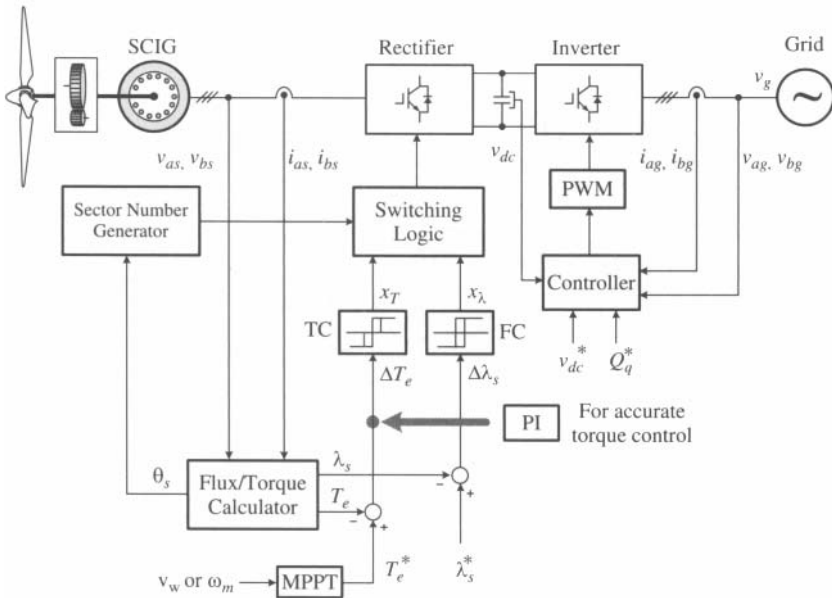 SCIG
Rectifier
Inverter
Grid
v_g
v_as, v_bs
i_as, i_bs
v_dc
i_ag, i_bg
v_ag, v_bg
PWM
Sector Number
Generator
Switching
Logic
Controller
x_T
x_λ
TC
FC
v_dc^*
Q_q^*
ΔT_e
Δλ_s
PI
For accurate
torque control
θ_s
Flux/Torque
Calculator
λ_s
T_e
−
+
−
+
v_w or ω_m
MPPT
T_e^*
λ_s^*